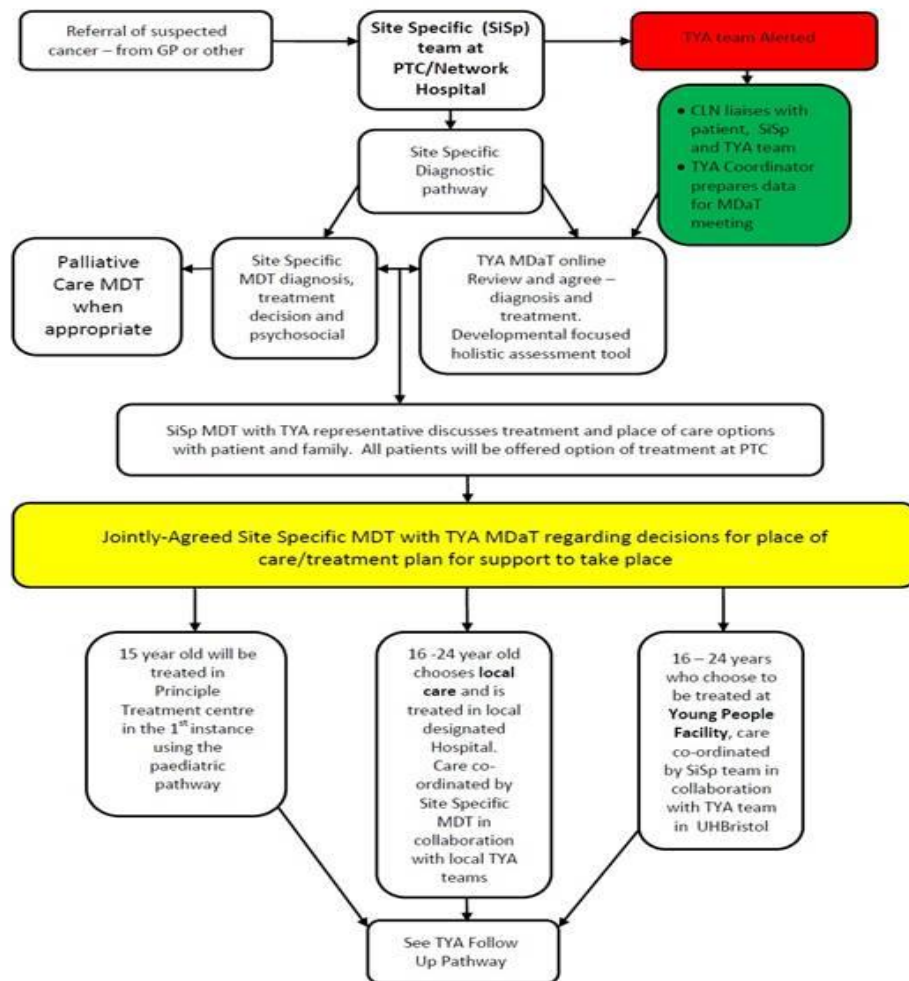 Referral of suspected
cancer – from GP or other
Site Specific (SiSp)
team at
PTC/Network
Hospital
TYA team Alerted
• CLN liaises with
patient, SiSp
and TYA team
• TYA Coordinator
prepares data
for MDaT
meeting
Site Specific
Diagnostic
pathway
Palliative
Care MDT
when
appropriate
Site Specific
MDT diagnosis,
treatment
decision and
psychosocial
TYA MDaT online
Review and agree –
diagnosis and
treatment.
Developmental focused
holistic assessment tool
SiSp MDT with TYA representative discusses treatment and place of care options
with patient and family. All patients will be offered option of treatment at PTC
Jointly-Agreed Site Specific MDT with TYA MDaT regarding decisions for place of
care/treatment plan for support to take place
15 year old will be
treated in
Principle
Treatment centre
in the 1st instance
using the
paediatric
pathway
16 -24 year old
chooses local
care and is
treated in local
designated
Hospital.
Care co-
ordinated by
Site Specific
MDT in
collaboration
with local TYA
teams
16 – 24 years
who choose to
be treated at
Young People
Facility, care
co-ordinated
by SiSp team in
collaboration
with TYA team
in UHBristol
See TYA Follow
Up Pathway